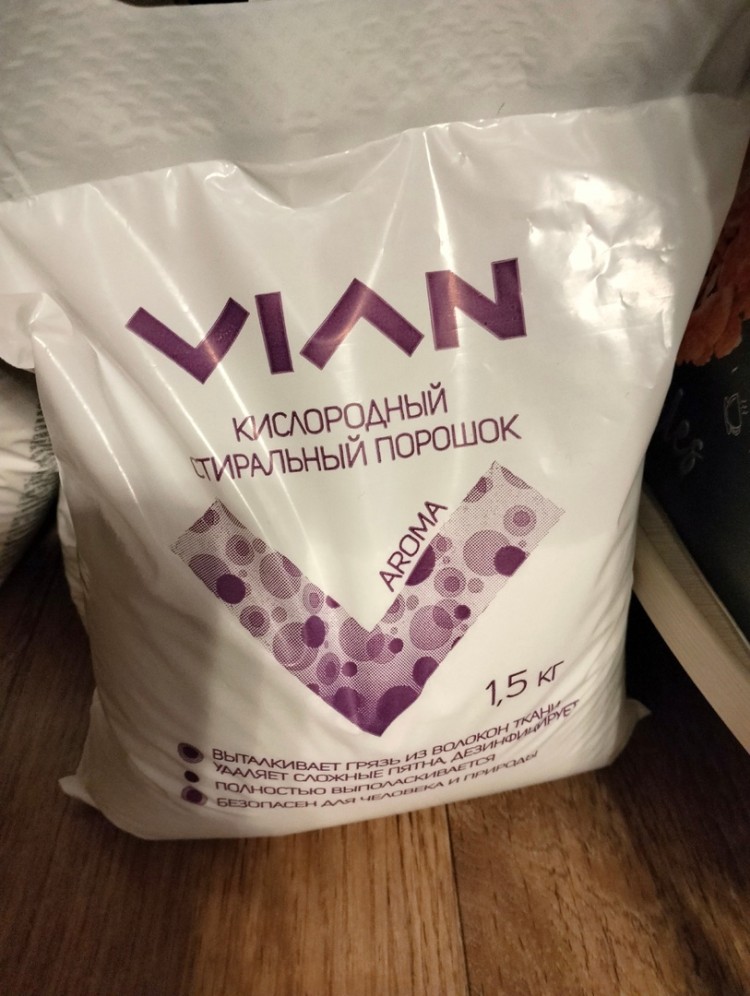 VIAN
КИСЛОРОДНЫЙ
СТИРАЛЬНЫЙ ПОРОШОК
AROMA
1,5 КГ
ВЫТАЛКИВАЕТ ГРЯЗЬ ИЗ ВОЛОКОН ТКАНИ
УДАЛЯЕТ СЛОЖНЫЕ ПЯТНА, ДЕЗИНФИЦИРУЕТ
ПОЛНОСТЬЮ ВЫПОЛАСКИВАЕТСЯ
БЕЗОПАСЕН ДЛЯ ЧЕЛОВЕКА И ПРИРОДЫ